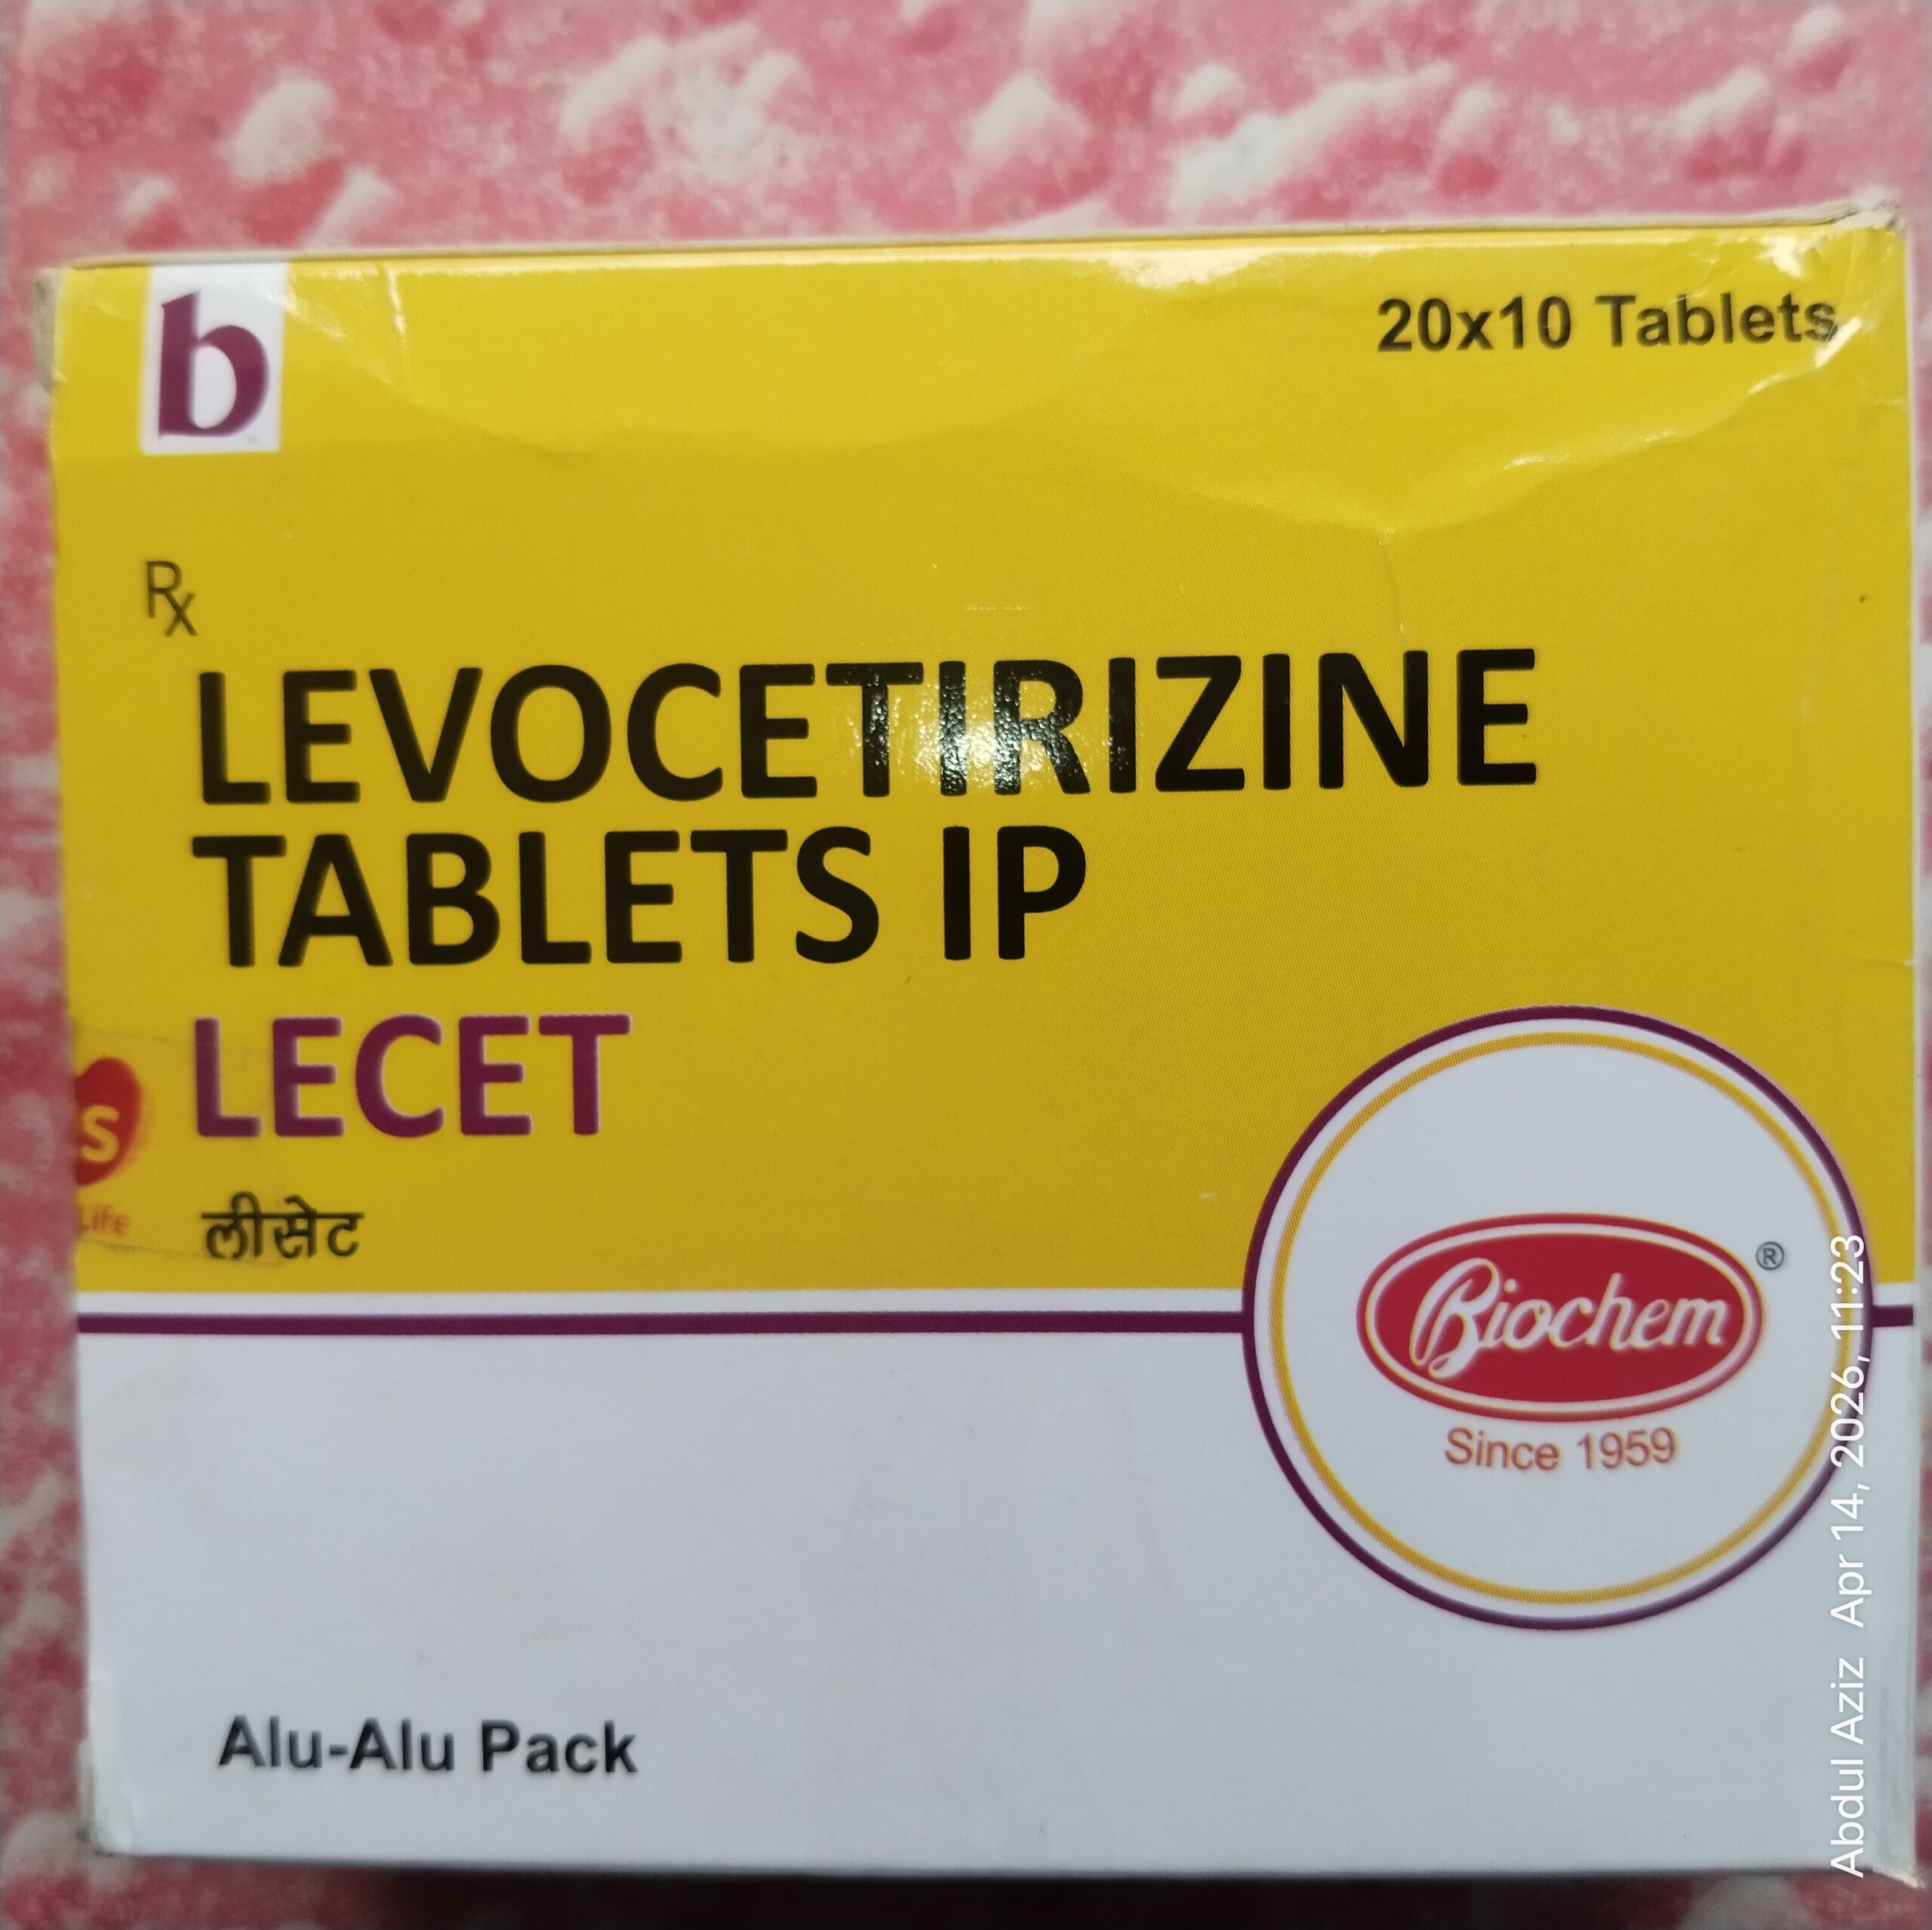 b
20x10 Tablets
Rx
LEVOCETIRIZINE
TABLETS IP
LECET
S
Life
लीसेट
Biochem®
Since 1959
Alu-Alu Pack
Abdul Aziz Apr 14, 2026, 11:23